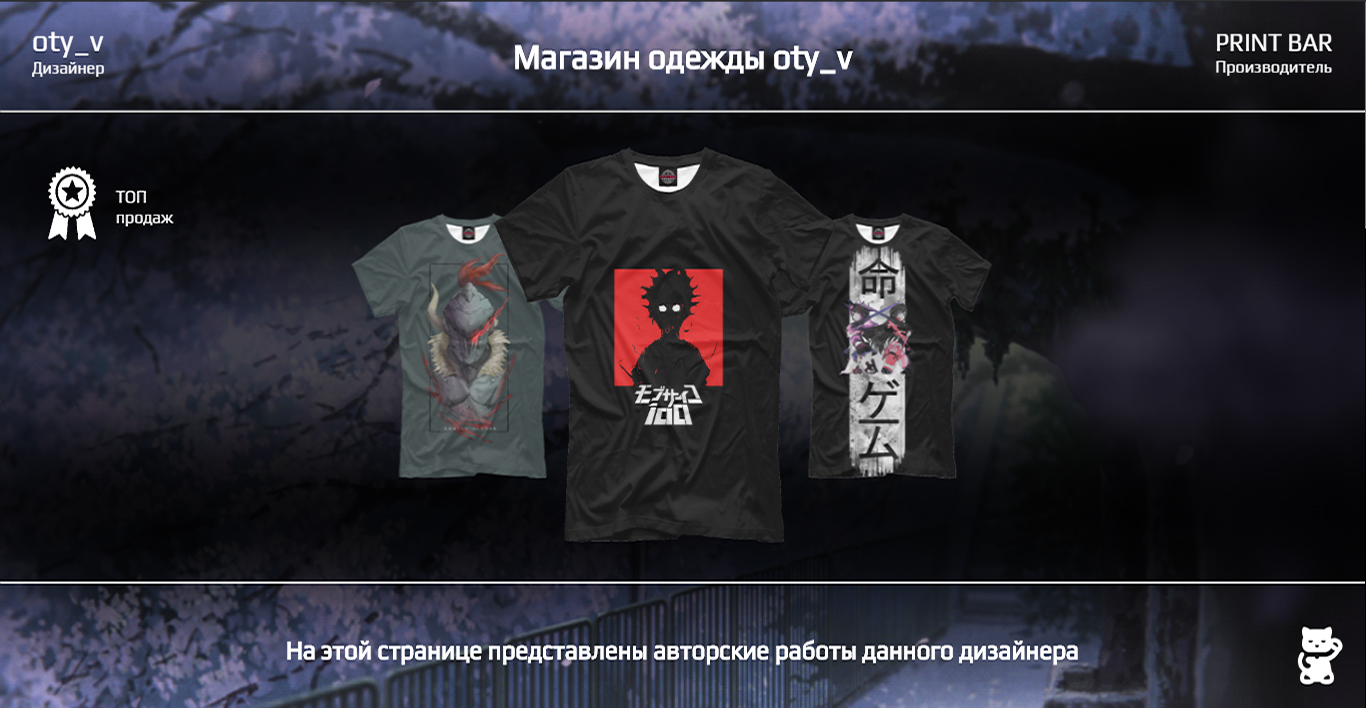 oty_v
Дизайнер
Магазин одежды oty_v
PRINT BAR
Производитель
ТОП
продаж
モブサイコ
100
命
ゲーム
На этой странице представлены авторские работы данного дизайнера